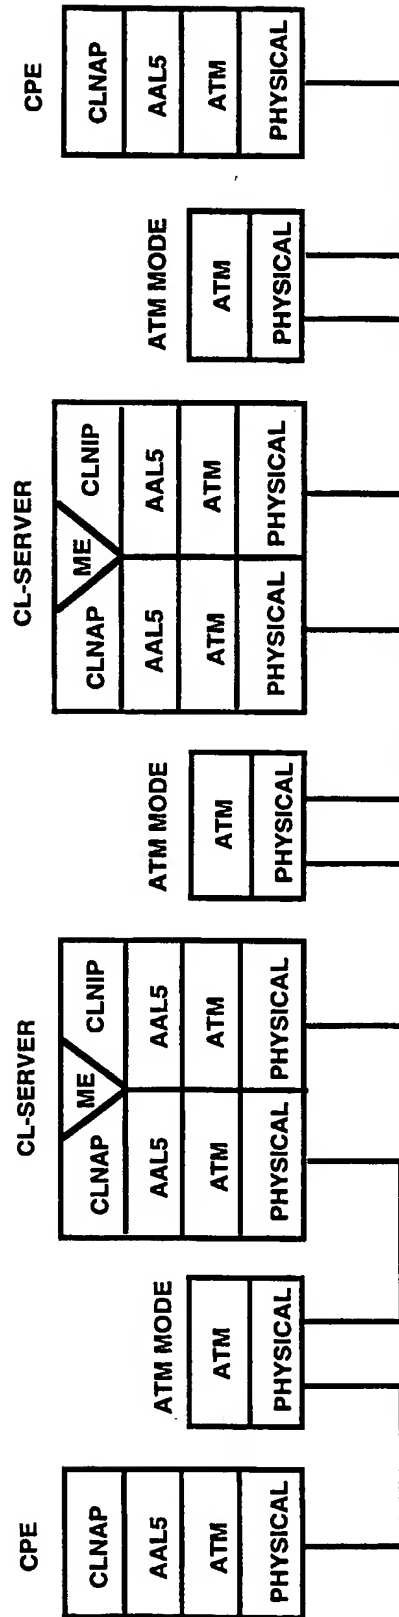 CPE
CLNAP
AAL5
ATM
PHYSICAL
ATM MODE
ATM
PHYSICAL
CL-SERVER
CLNAP ME CLNIP
AAL5 AAL5
ATM ATM
PHYSICAL PHYSICAL
ATM MODE
ATM
PHYSICAL
CL-SERVER
CLNAP ME CLNIP
AAL5 AAL5
ATM ATM
PHYSICAL PHYSICAL
ATM MODE
ATM
PHYSICAL
CPE
CLNAP
AAL5
ATM
PHYSICAL